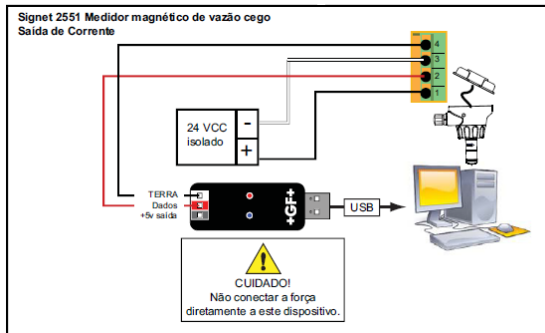 Signet 2551 Medidor magnético de vazão cego
Saída de Corrente
4
3
2
1
24 VCC
isolado
-
+
TERRA
Dados
+5v saída
+GF+
USB
CUIDADO!
Não conectar a força
diretamente a este dispositivo.